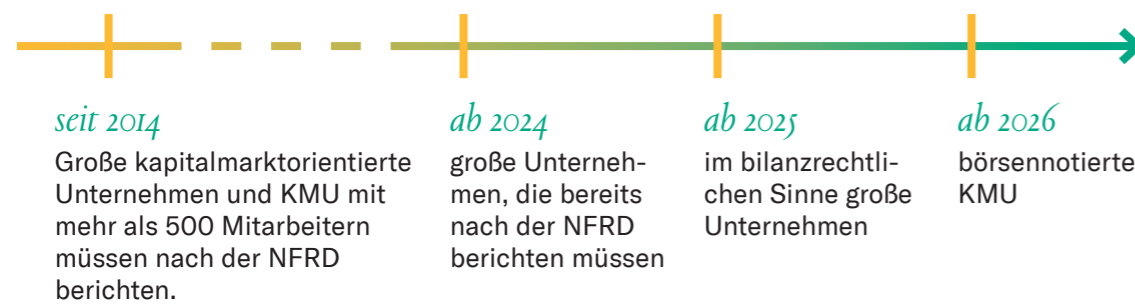 seit 2014
Große kapitalmarktorientierte
Unternehmen und KMU mit
mehr als 500 Mitarbeitern
müssen nach der NFRD
berichten.
ab 2024
große Unterneh-
men, die bereits
nach der NFRD
berichten müssen
ab 2025
im bilanzrechtli-
chen Sinne große
Unternehmen
ab 2026
börsennotierte
KMU